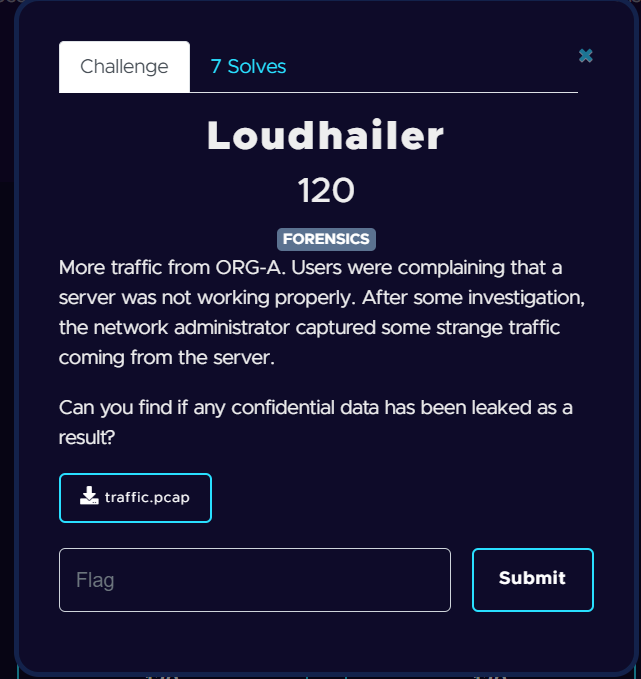 Challenge
7 Solves
Loudhailer
120
FORENSICS
More traffic from ORG-A. Users were complaining that a
server was not working properly. After some investigation,
the network administrator captured some strange traffic
coming from the server.
Can you find if any confidential data has been leaked as a
result?
traffic.pcap
Flag
Submit